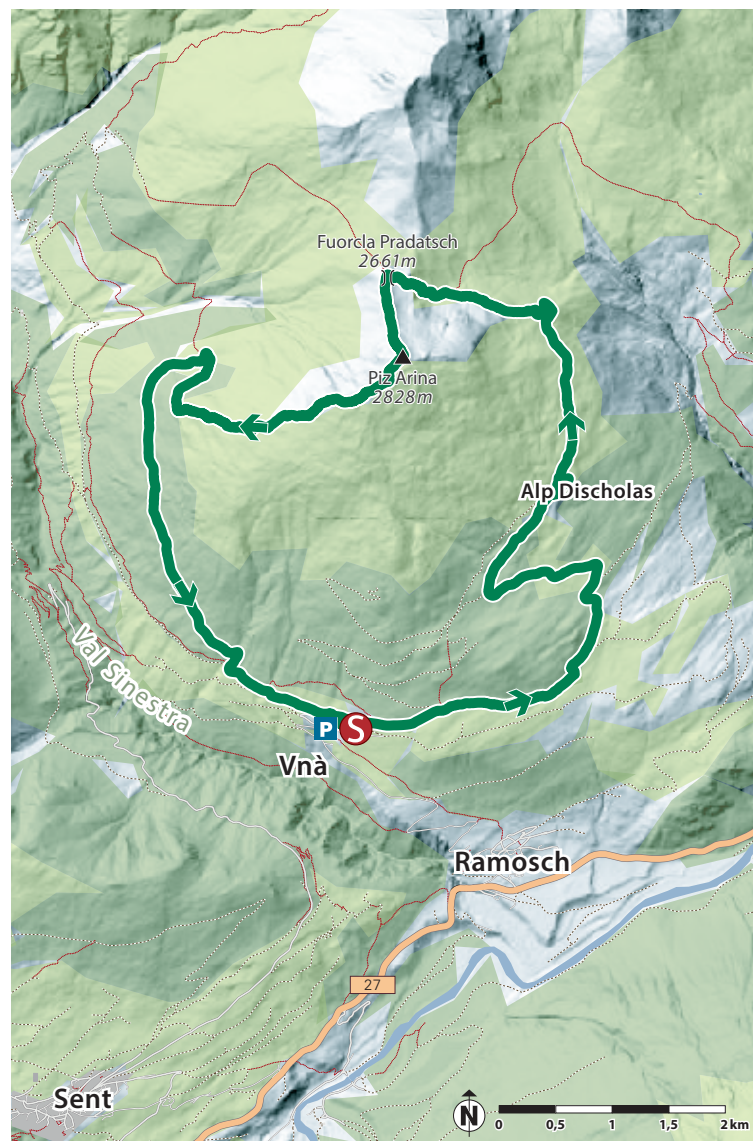 Fuorcla Pradatsch
2661m
Piz Arina
2828m
Alp Discholas
Val Sinestra
P
S
Vnà
Ramosch
27
Sent
N
0 0,5 1 1,5 2 km